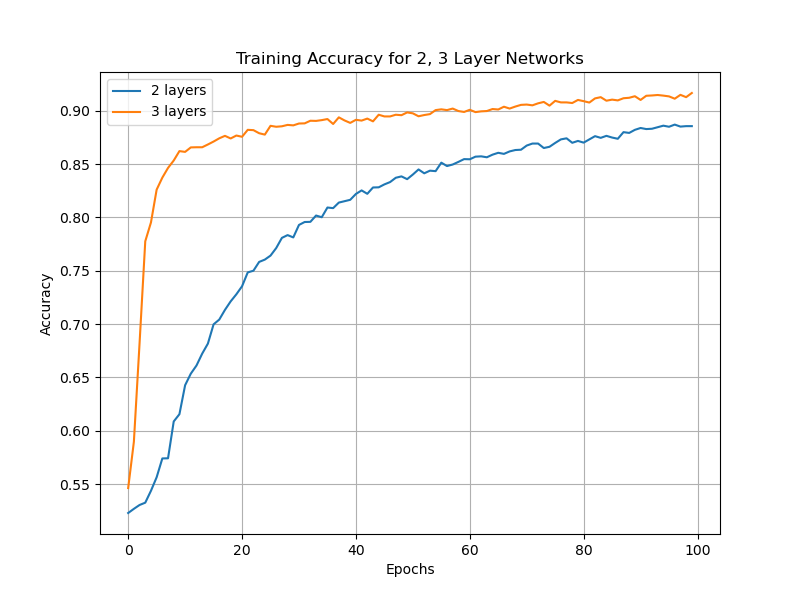 Training Accuracy for 2, 3 Layer Networks
2 layers
3 layers
0.90
0.85
0.80
0.75
0.70
0.65
0.60
0.55
Accuracy
0 20 40 60 80 100
Epochs